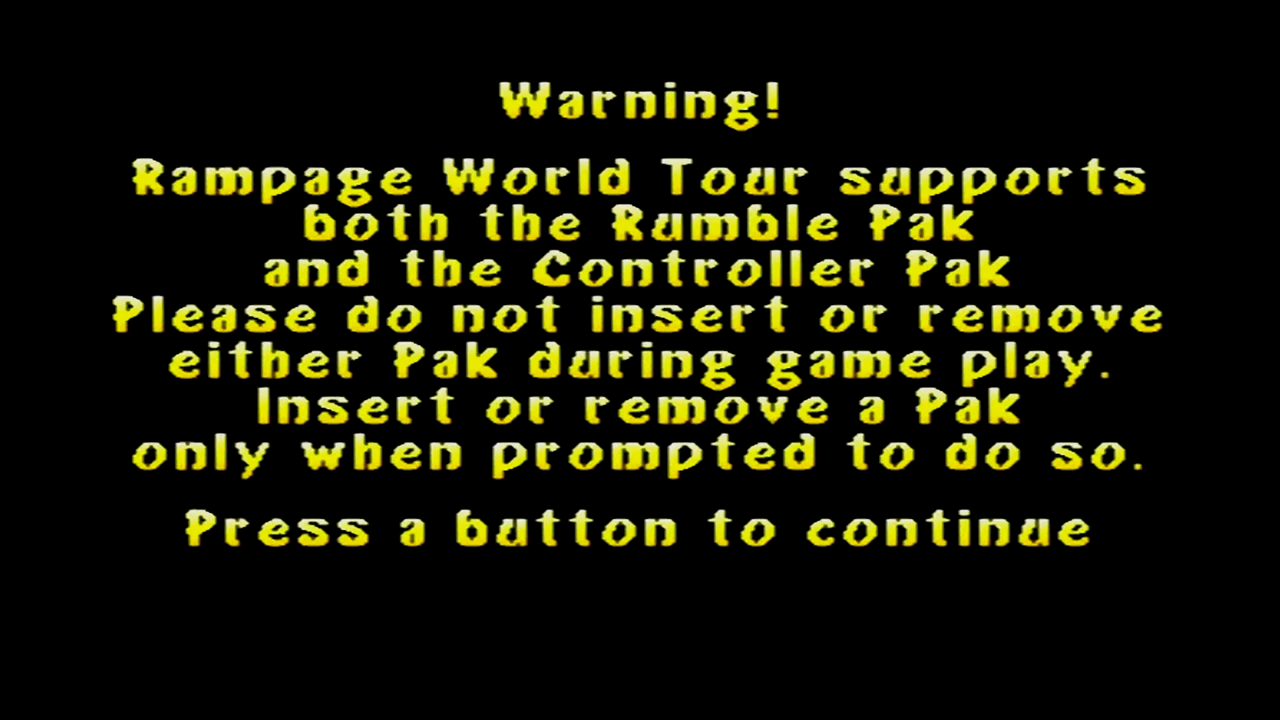 Warning!
Rampage World Tour supports
both the Rumble Pak
and the Controller Pak
Please do not insert or remove
either Pak during game play.
Insert or remove a Pak
only when prompted to do so.
Press a button to continue